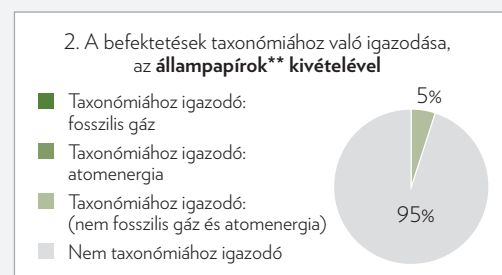 2. A befektetések taxonómiához való igazodása,
az állampapírok** kivételével
Taxonómiához igazodó:
fosszilis gáz
Taxonómiához igazodó:
atomenergia
Taxonómiához igazodó:
(nem fosszilis gáz és atomenergia)
Nem taxonómiához igazodó
5%
95%